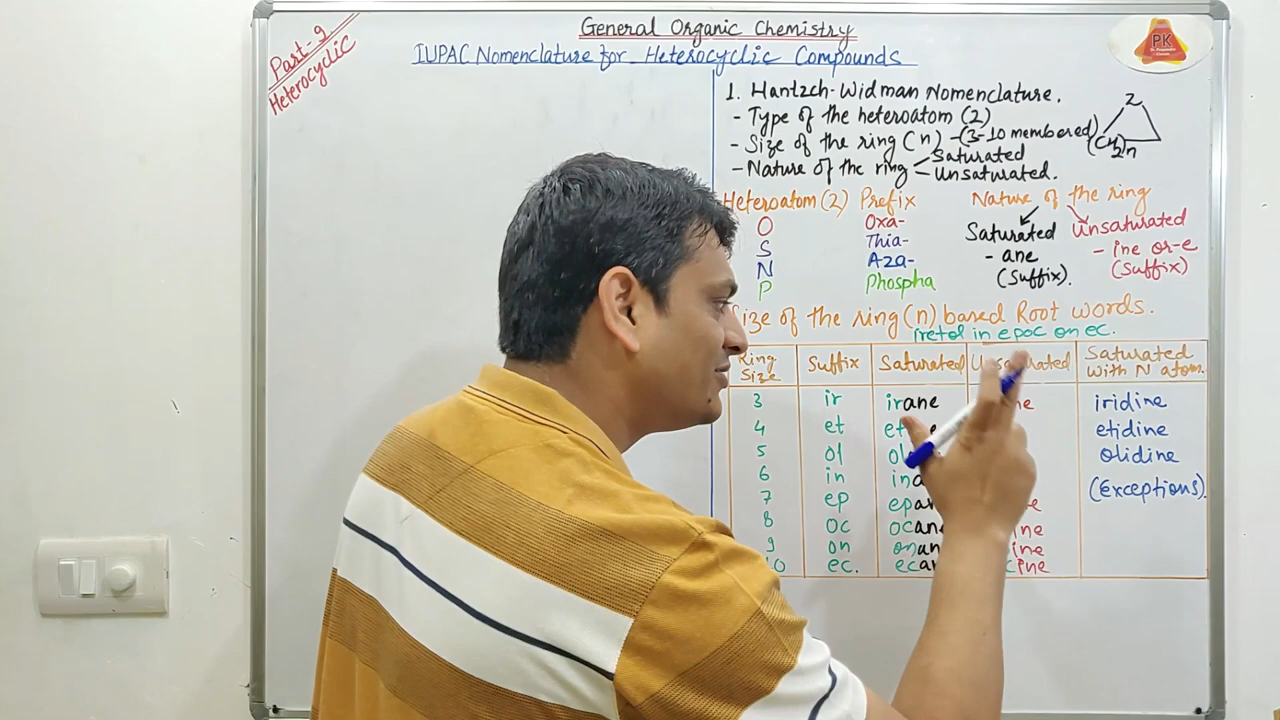 General Organic Chemistry
IUPAC Nomenclature for Heterocyclic Compounds
Part-9
Heterocyclic
PK
1. Hantzch-Widman Nomenclature.
- Type of the heteroatom (Z)
- Size of the ring (n) - (3-10 membered)
- Nature of the ring
Saturated
Unsaturated.
Z
(CH2)n
Heteroatom (Z) Prefix
O Oxa-
S Thia-
N Aza-
P Phospha
Nature of the ring
Saturated
- ane
(Suffix).
Unsaturated
- ine or -e
(Suffix)
Size of the ring (n) based Root words.
iretol in epoc on ec.
Ring Size Suffix Saturated Saturated with N atom.
3 ir irane iridine
4 et etidine
5 ol olidine
6 in (exceptions).
7 ep
8 oc ocane
9 on
10 ec.